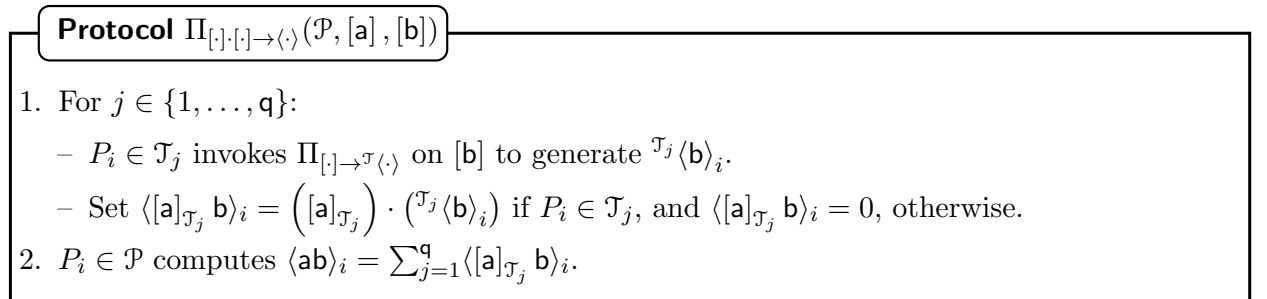 Protocol Π_{[·]·[·]→⟨·⟩}(𝒫, [a], [b])
1. For j ∈ {1, …, q}:
– P_i ∈ 𝒯_j invokes Π_{[·]→^𝒯⟨·⟩} on [b] to generate ^{𝒯_j}⟨b⟩_i.
– Set ⟨[a]_{𝒯_j} b⟩_i = ([a]_{𝒯_j}) · (^{𝒯_j}⟨b⟩_i) if P_i ∈ 𝒯_j, and ⟨[a]_{𝒯_j} b⟩_i = 0, otherwise.
2. P_i ∈ 𝒫 computes ⟨ab⟩_i = ∑_{j=1}^{q}⟨[a]_{𝒯_j} b⟩_i.